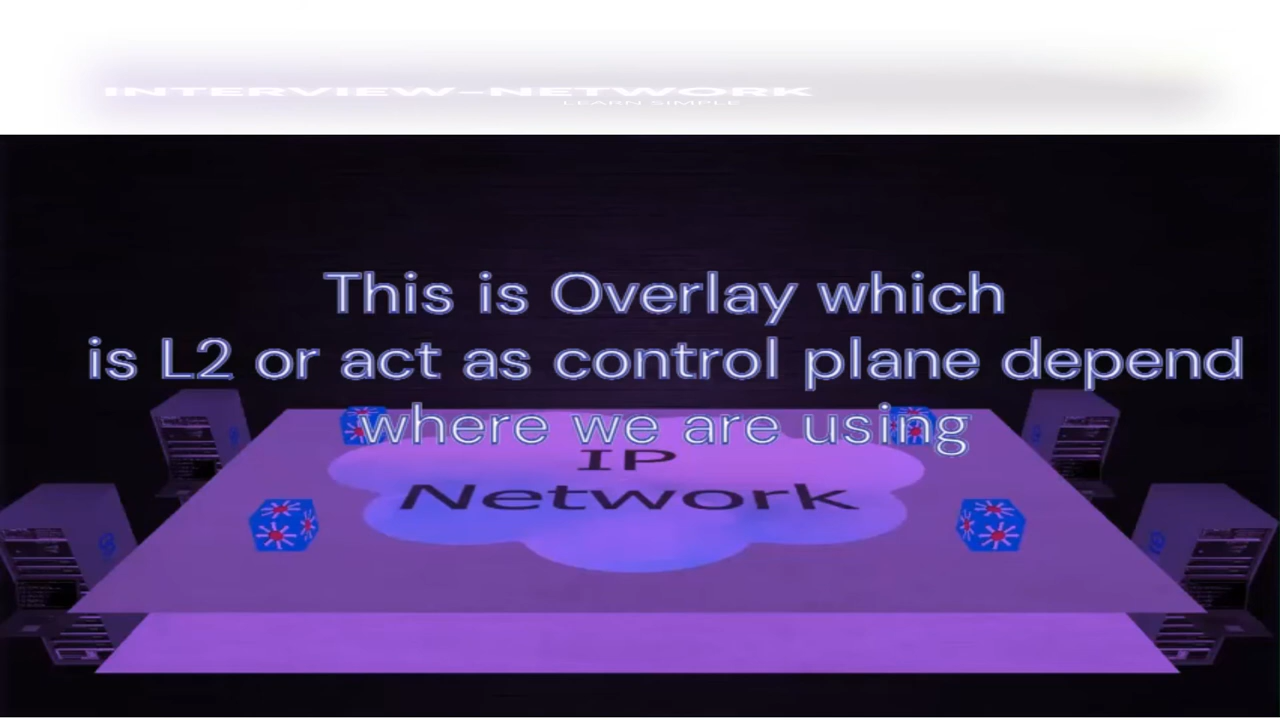 INTERVIEW-NETWORK
LEARN SIMPLE
This is Overlay which
is L2 or act as control plane depend
where we are using
IP
Network